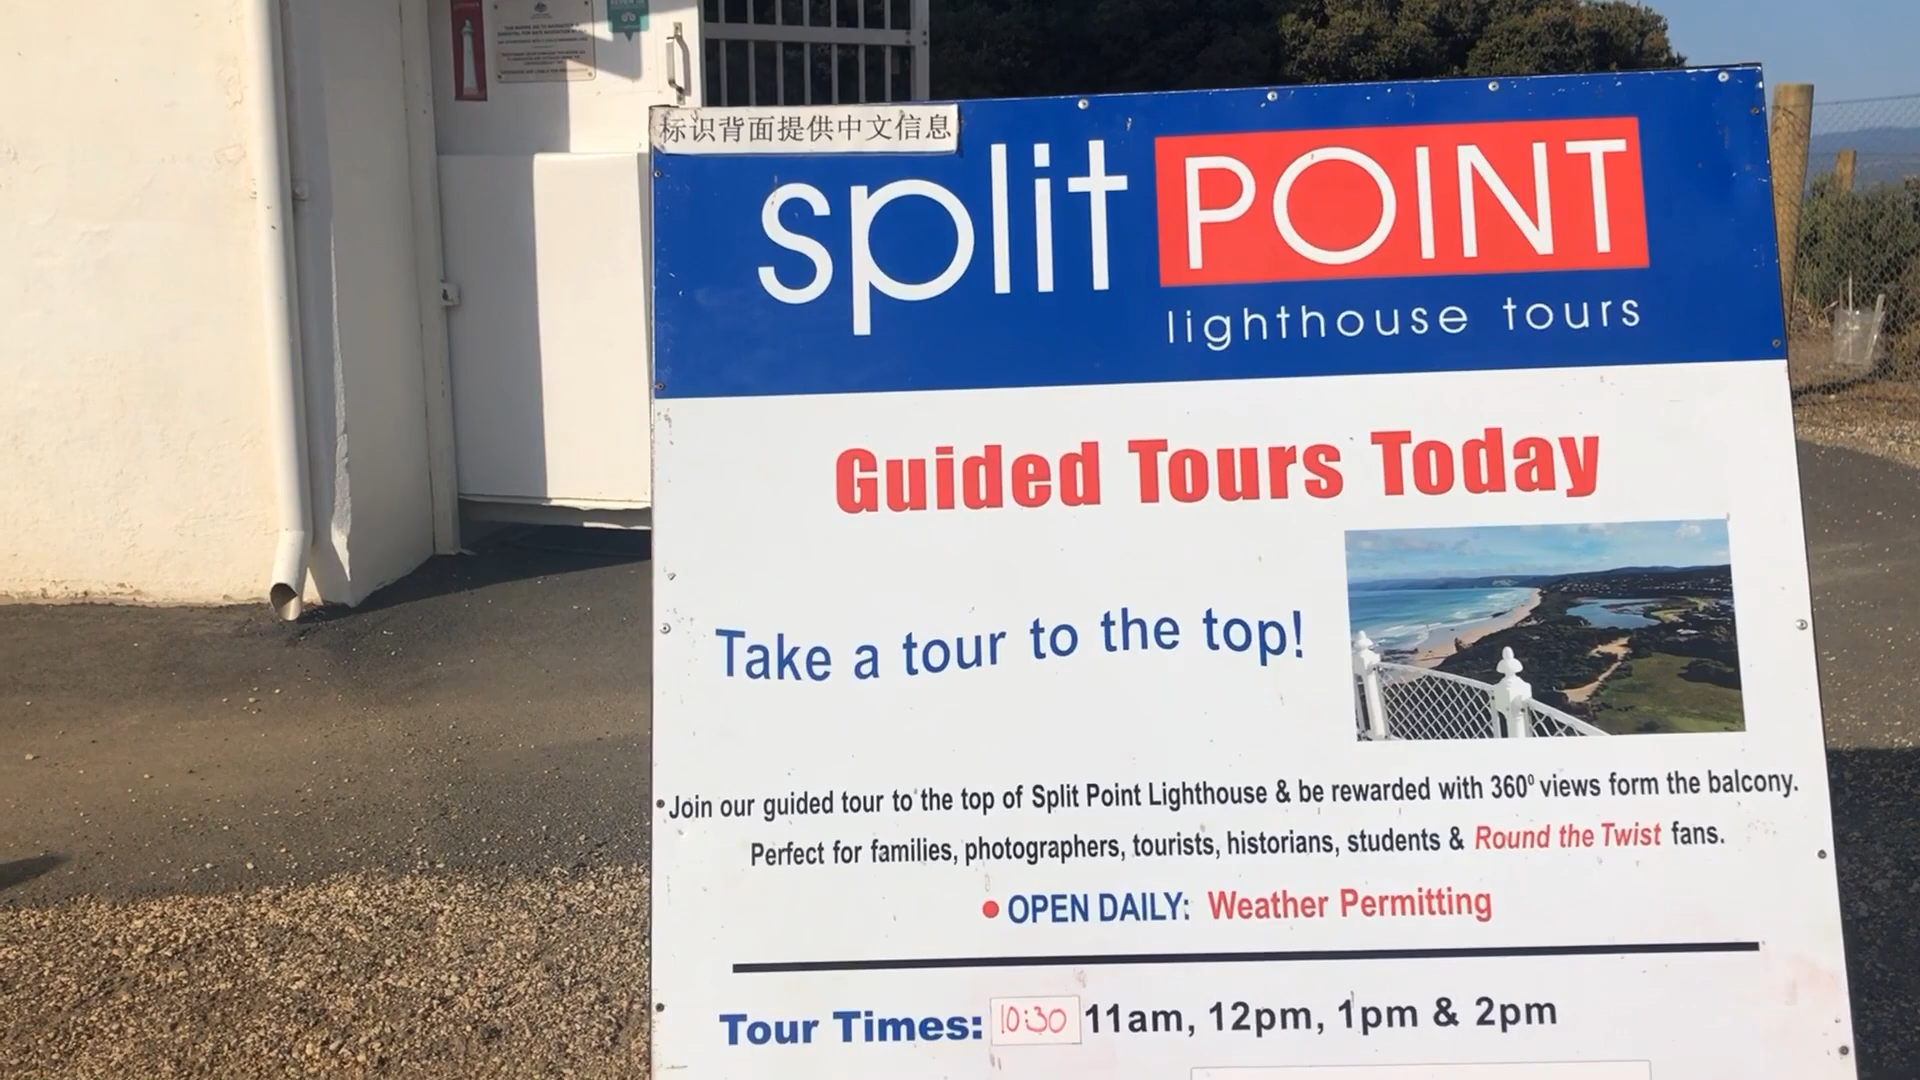 标识背面提供中文信息
split POINT
lighthouse tours
Guided Tours Today
Take a tour to the top!
Join our guided tour to the top of Split Point Lighthouse & be rewarded with 360º views form the balcony.
Perfect for families, photographers, tourists, historians, students & Round the Twist fans.
• OPEN DAILY: Weather Permitting
Tour Times: 10:30 11am, 12pm, 1pm & 2pm